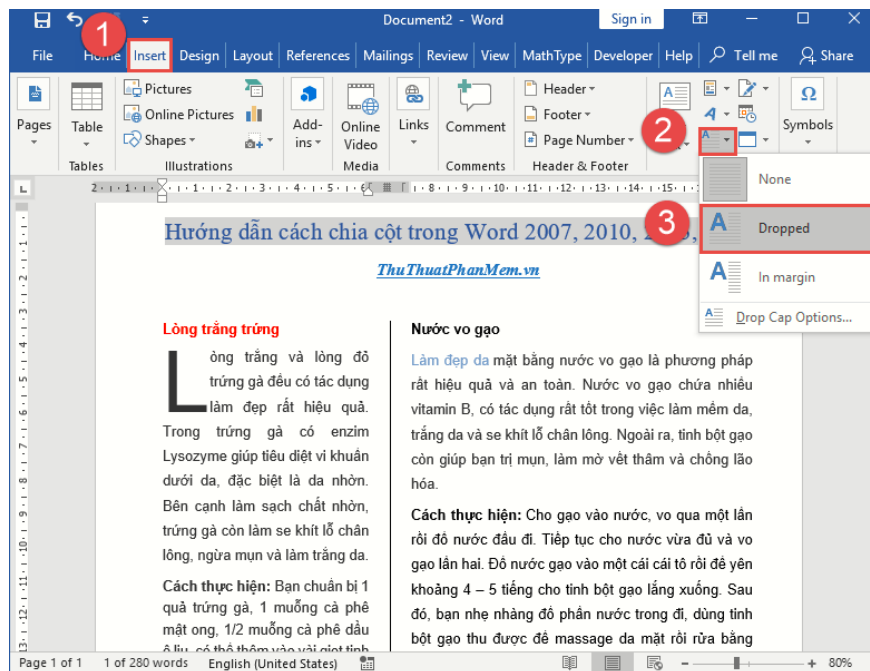 Document2 - Word
Sign in
1
File Home Insert Design Layout References Mailings Review View MathType Developer Help Tell me Share
Pages
Table
Pictures
Online Pictures
Shapes
Add-
ins
Online
Video
Links
Comment
Header
Footer
Page Number
2
Symbols
Tables Illustrations Media Comments Header & Footer
None
3
Dropped
In margin
Drop Cap Options...
Hướng dẫn cách chia cột trong Word 2007, 2010,
ThuThuatPhanMem.vn
Lòng trắng trứng
Lòng trắng và lòng đỏ
trứng gà đều có tác dụng
làm đẹp rất hiệu quả.
Trong trứng gà có enzim
Lysozyme giúp tiêu diệt vi khuẩn
dưới da, đặc biệt là da nhờn.
Bên cạnh làm sạch chất nhờn,
trứng gà còn làm se khít lỗ chân
lông, ngừa mụn và làm trắng da.
Cách thực hiện: Bạn chuẩn bị 1
quả trứng gà, 1 muỗng cà phê
mật ong, 1/2 muỗng cà phê dầu
ô liu, có thể thêm vào vài giọt tinh
Nước vo gạo
Làm đẹp da mặt bằng nước vo gạo là phương pháp
rất hiệu quả và an toàn. Nước vo gạo chứa nhiều
vitamin B, có tác dụng rất tốt trong việc làm mềm da,
trắng da và se khít lỗ chân lông. Ngoài ra, tinh bột gạo
còn giúp bạn trị mụn, làm mờ vết thâm và chống lão
hóa.
Cách thực hiện: Cho gạo vào nước, vo qua một lần
rồi đổ nước đầu đi. Tiếp tục cho nước vừa đủ và vo
gạo lần hai. Đổ nước gạo vào một cái cái tô rồi để yên
khoảng 4 – 5 tiếng cho tinh bột gạo lắng xuống. Sau
đó, bạn nhẹ nhàng đổ phần nước trong đi, dùng tinh
bột gạo thu được để massage da mặt rồi rửa bằng
Page 1 of 1 1 of 280 words English (United States) 80%